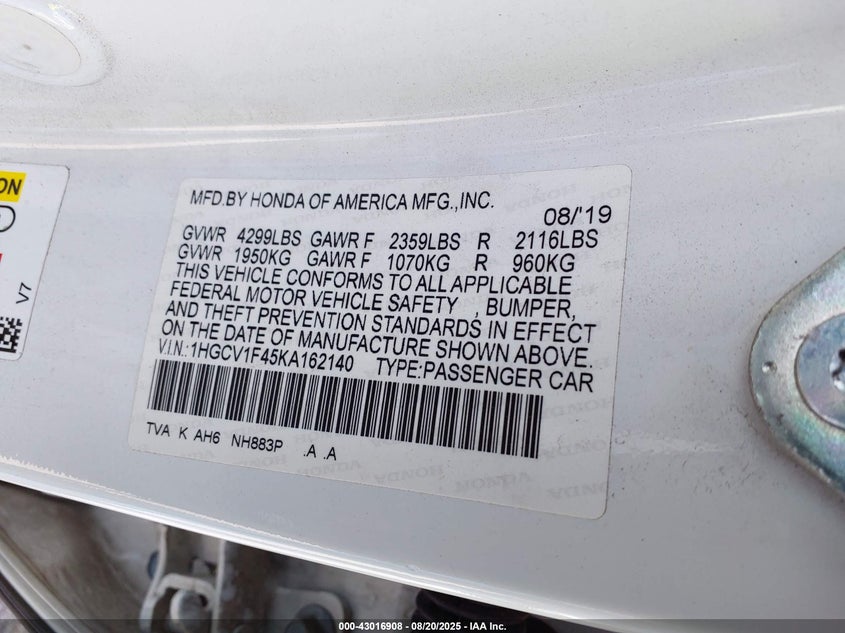 ON
V7
MFD.BY HONDA OF AMERICA MFG.,INC.
08/'19
GVWR 4299LBS GAWR F 2359LBS R 2116LBS
GVWR 1950KG GAWR F 1070KG R 960KG
THIS VEHICLE CONFORMS TO ALL APPLICABLE
FEDERAL MOTOR VEHICLE SAFETY , BUMPER,
AND THEFT PREVENTION STANDARDS IN EFFECT
ON THE DATE OF MANUFACTURE SHOWN ABOVE.
V.I.N.: 1HGCV1F45KA162140 TYPE:PASSENGER CAR
TVA K AH6 NH883P .A .A
000-43016908 - 08/20/2025 - IAA Inc.